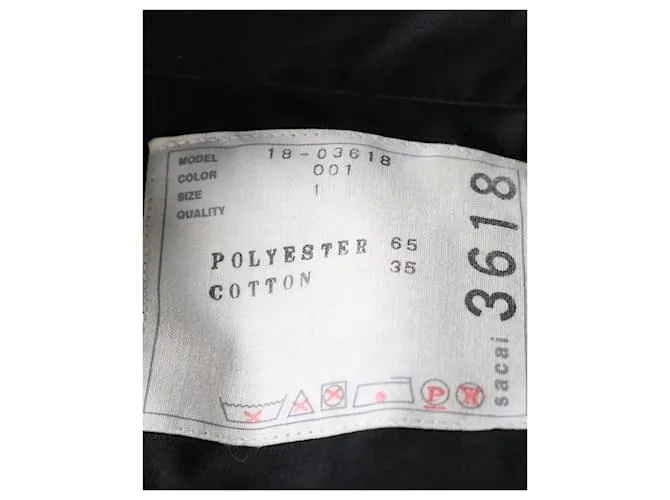 MODEL 18-03618
COLOR 001
SIZE 1
QUALITY
POLYESTER 65
COTTON 35
P
W
sacai 3618